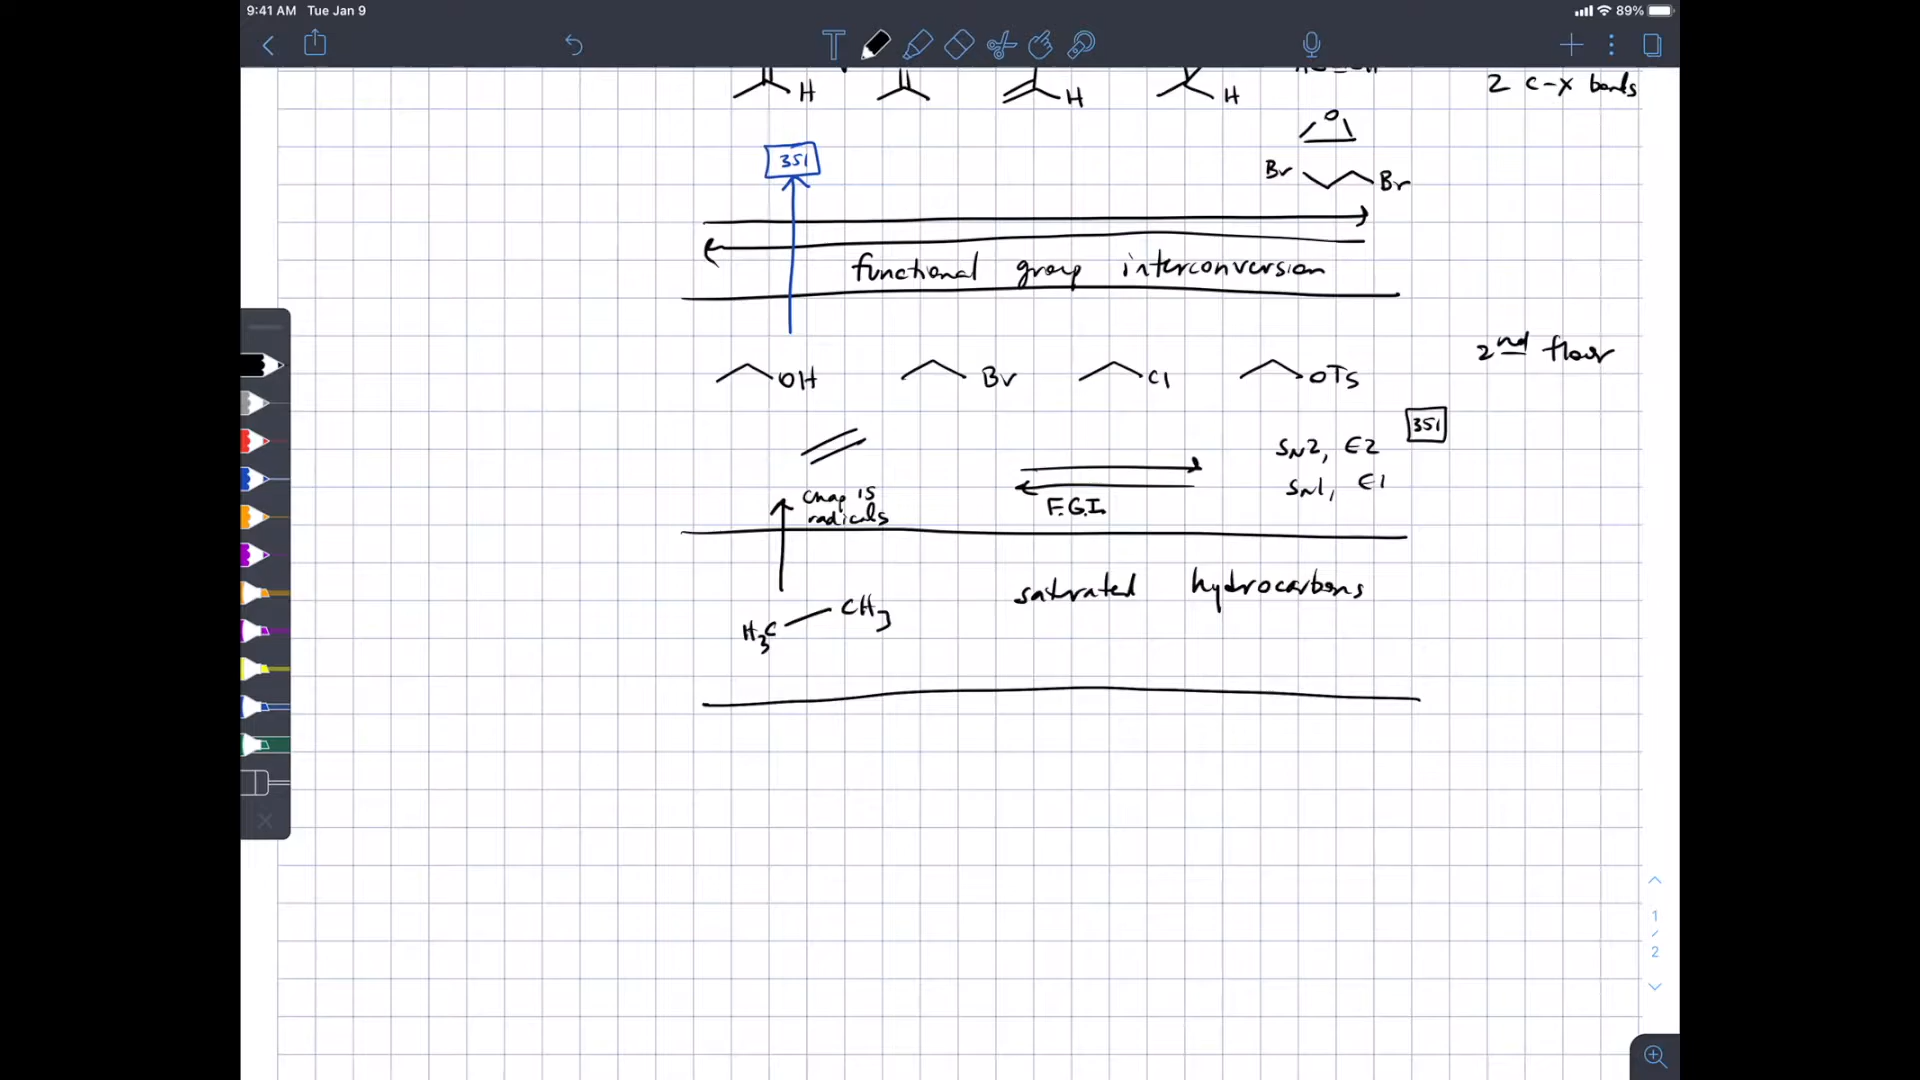 9:41 AM Tue Jan 9
89%
T
H
H
H
2 C-X bonds
O
351
Br Br
functional group interconversion
2nd floor
OH Br Cl OTs
351
SN2, E2
SN1, E1
Chap 15
radicals
F.G.I.
saturated hydrocarbons
H3C CH3
1
/
2